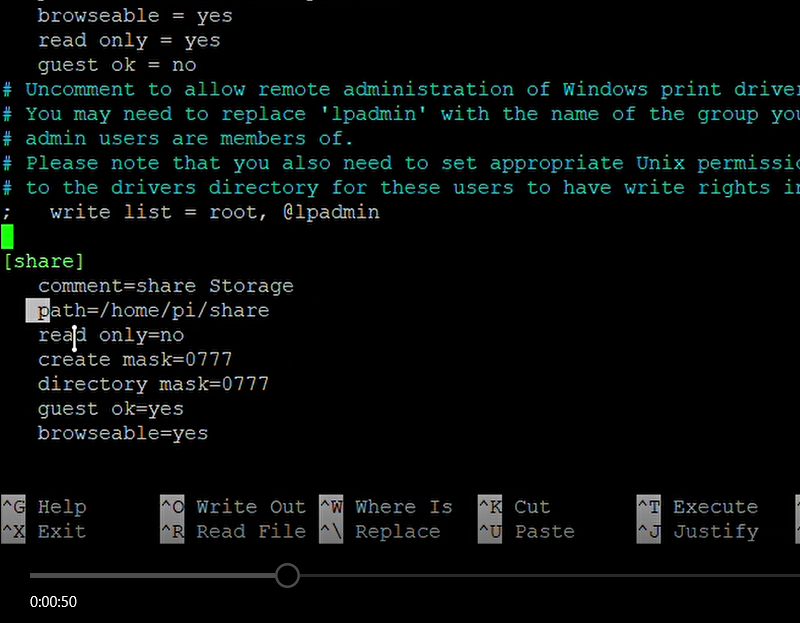 browseable = yes
read only = yes
guest ok = no
# Uncomment to allow remote administration of Windows print
# You may need to replace 'lpadmin' with the name of the group
# admin users are members of.
# Please note that you also need to set appropriate Unix
# to the drivers directory for these users to have write rights
;   write list = root, @lpadmin
[share]
comment=share Storage
path=/home/pi/share
read only=no
create mask=0777
directory mask=0777
guest ok=yes
browseable=yes
^G Help ^O Write Out ^W Where Is ^K Cut ^T Execute
^X Exit ^R Read File ^\ Replace ^U Paste ^J Justify
0:00:50